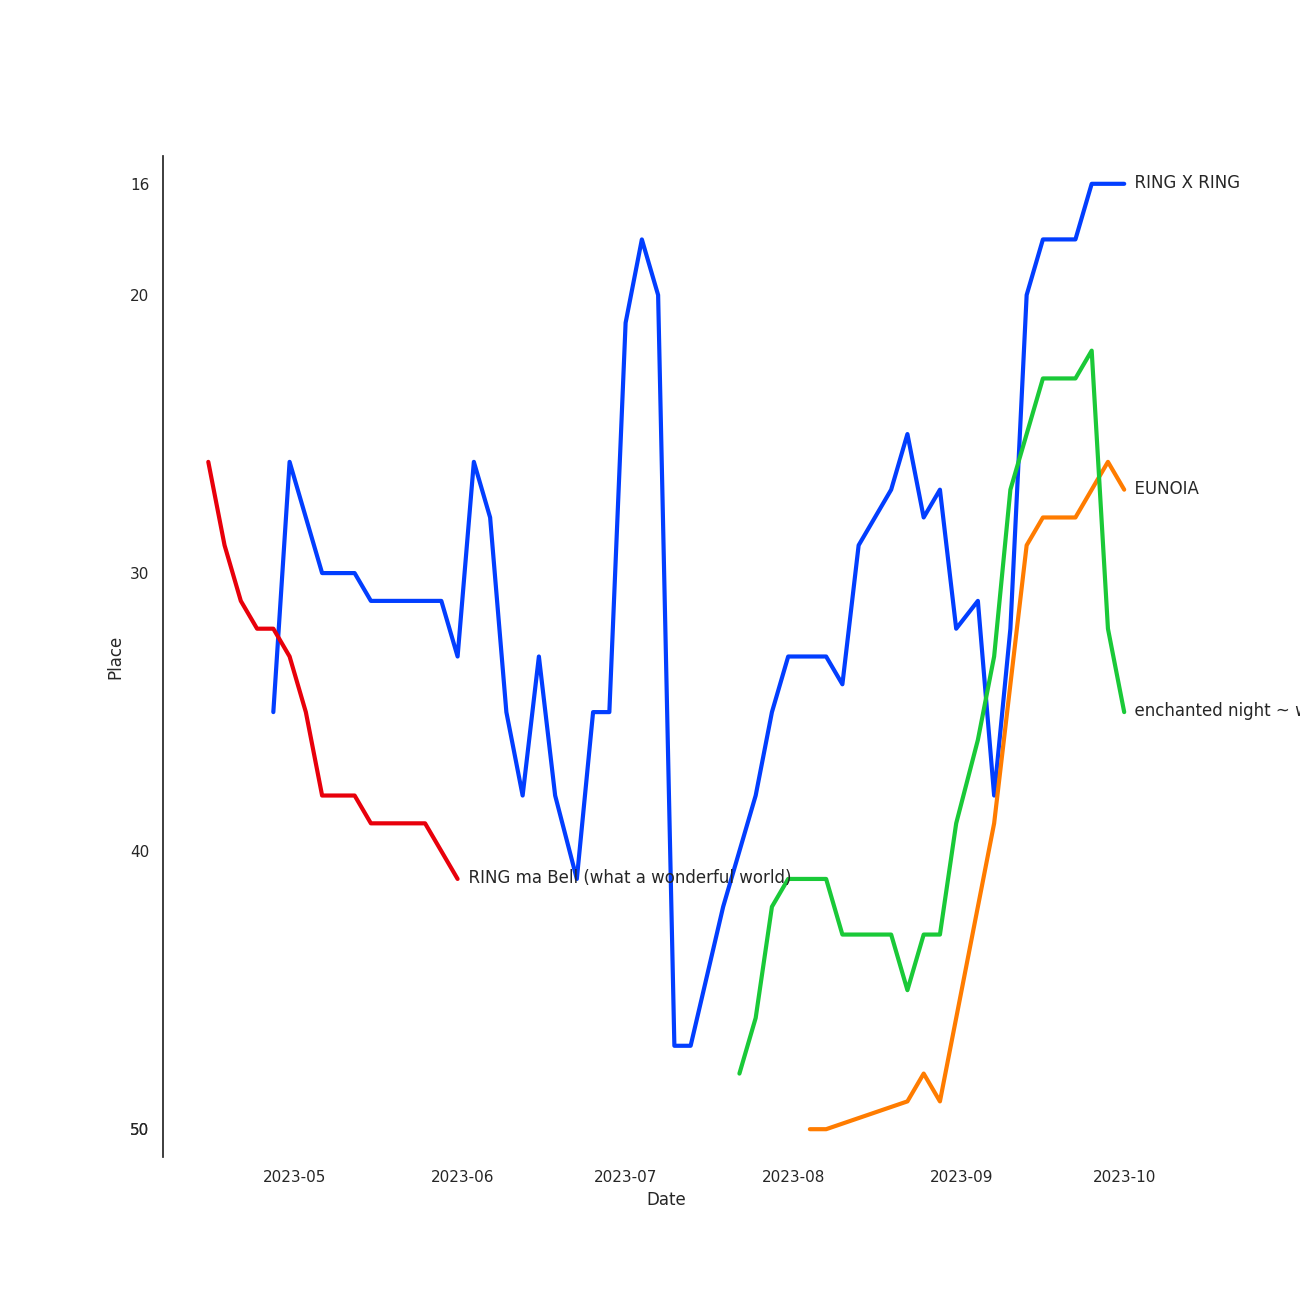 16
20
30
40
50
Place
2023-05
2023-06
2023-07
2023-08
2023-09
2023-10
Date
RING X RING
EUNOIA
enchanted night ~
RING ma Bell (what a wonderful world)